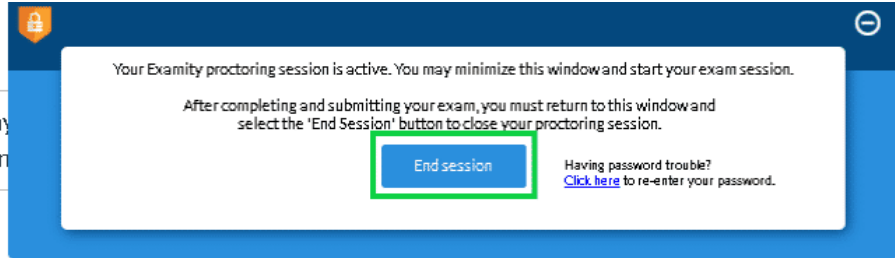 Your Examity proctoring session is active. You may minimize this window and start your exam session.
After completing and submitting your exam, you must return to this window and
select the 'End Session' button to close your proctoring session.
End session
Having password trouble?
Click here to re-enter your password.